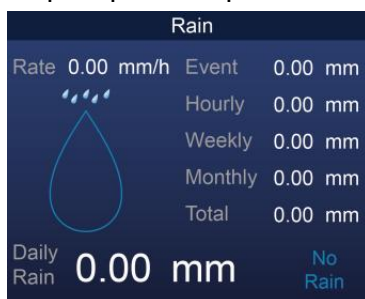 Rain
Rate 0.00 mm/h
Event 0.00 mm
Hourly 0.00 mm
Weekly 0.00 mm
Monthly 0.00 mm
Total 0.00 mm
Daily
Rain 0.00 mm
No
Rain